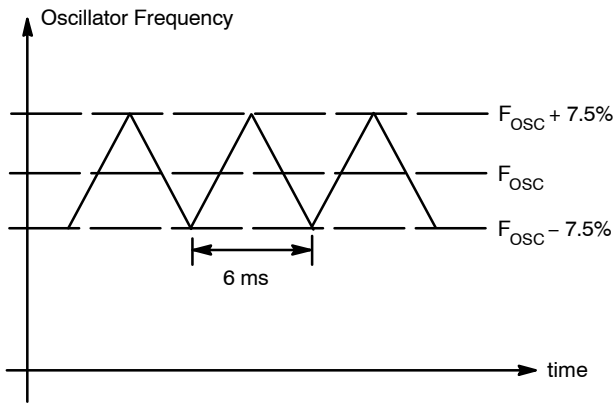 Oscillator Frequency
FOSC + 7.5%
FOSC
FOSC − 7.5%
6 ms
time